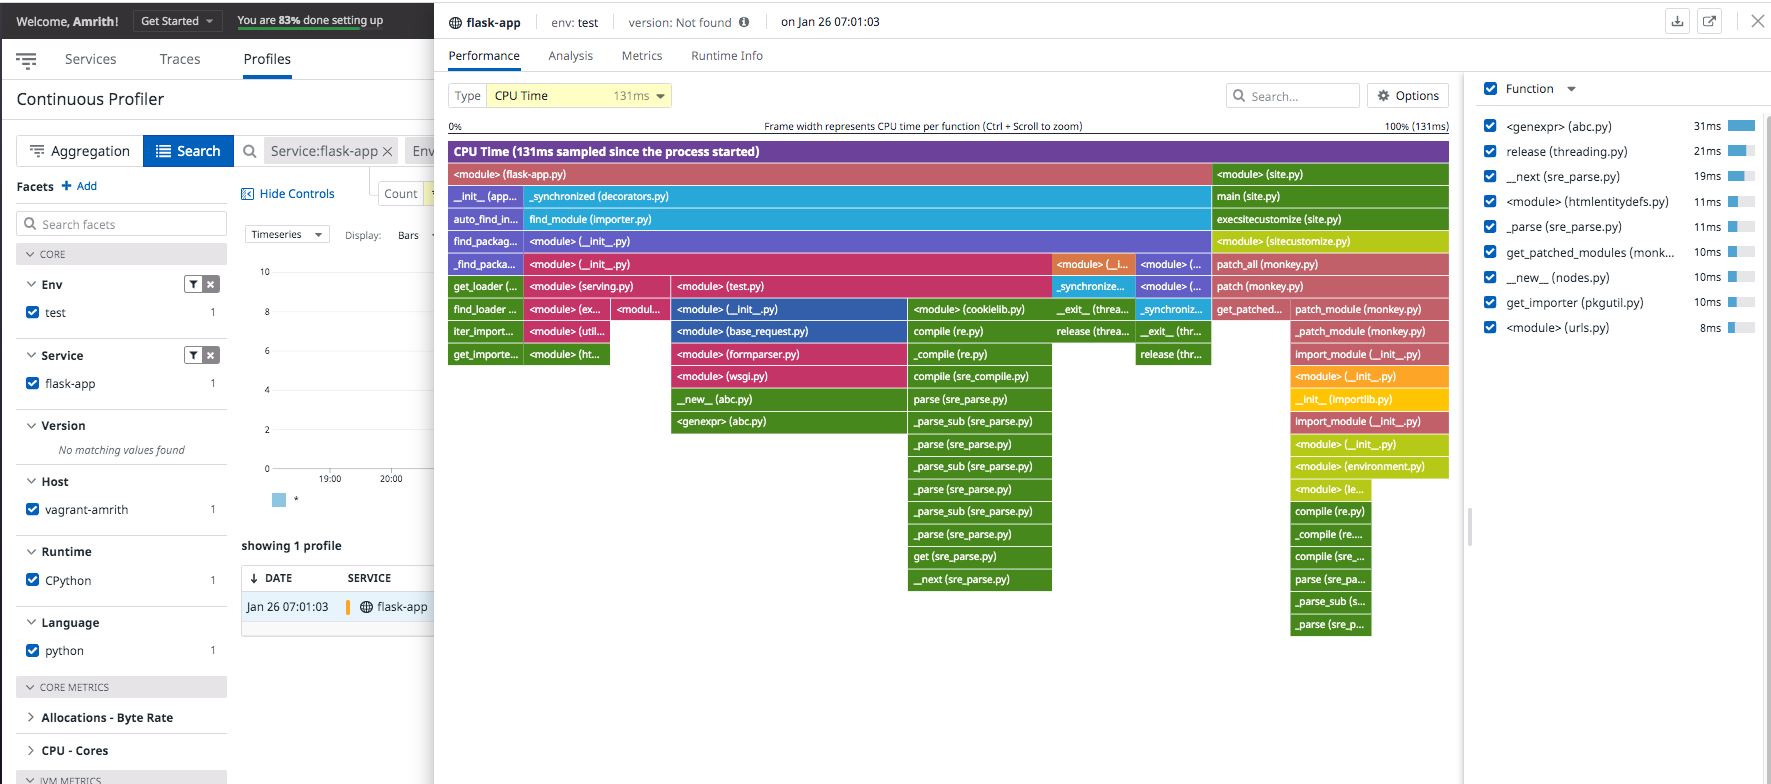 Welcome, Amrith!
Get Started
You are 83% done setting up
Services
Traces
Profiles
Continuous Profiler
Aggregation
Search
Service:flask-app
Env
Facets
+ Add
Hide Controls
Count
Search facets
Timeseries
Display:
Bars
CORE
Env
test
1
Service
flask-app
1
Version
No matching values found
Host
vagrant-amrith
1
Runtime
CPython
1
Language
python
1
CORE METRICS
Allocations - Byte Rate
CPU - Cores
JVM METRICS
10
8
6
4
2
0
19:00
20:00
*
showing 1 profile
DATE
SERVICE
Jan 26 07:01:03
flask-app
flask-app
env: test
version: Not found
on Jan 26 07:01:03
Performance
Analysis
Metrics
Runtime Info
Type
CPU Time
131ms
Search...
Options
0%
Frame width represents CPU time per function (Ctrl + Scroll to zoom)
100% (131ms)
CPU Time (131ms sampled since the process started)
<module> (flask-app.py)
<module> (site.py)
__init__ (app...
_synchronized (decorators.py)
main (site.py)
auto_find_in...
find_module (importer.py)
execsitecustomize (site.py)
find_packag...
<module> (__init__.py)
<module> (sitecustomize.py)
_find_packa...
<module> (__init__.py)
<module> (__i...
<module> (...
patch_all (monkey.py)
get_loader (...
<module> (serving.py)
<module> (test.py)
_synchronize...
<module> (...
patch (monkey.py)
find_loader ...
<module> (ex...
<modul...
<module> (__init__.py)
<module> (cookielib.py)
__exit__ (threa...
_synchroniz...
get_patched...
patch_module (monkey.py)
iter_import...
<module> (util...
<module> (base_request.py)
compile (re.py)
release (threa...
__exit__ (thr...
_patch_module (monkey.py)
get_importe...
<module> (ht...
<module> (formparser.py)
_compile (re.py)
release (thr...
import_module (__init__.py)
<module> (wsgi.py)
compile (sre_compile.py)
<module> (__init__.py)
__new__ (abc.py)
parse (sre_parse.py)
__init__ (importlib.py)
<genexpr> (abc.py)
_parse_sub (sre_parse.py)
import_module (__init__.py)
_parse (sre_parse.py)
<module> (__init__.py)
_parse_sub (sre_parse.py)
<module> (environment.py)
_parse (sre_parse.py)
<module> (le...
_parse_sub (sre_parse.py)
compile (re.py)
_parse (sre_parse.py)
_compile (re....
get (sre_parse.py)
compile (sre_...
__next (sre_parse.py)
parse (sre_pa...
_parse_sub (s...
_parse (sre_p...
Function
<genexpr> (abc.py)
31ms
release (threading.py)
21ms
__next (sre_parse.py)
19ms
<module> (htmlentitydefs.py)
11ms
_parse (sre_parse.py)
11ms
get_patched_modules (monk...
10ms
__new__ (nodes.py)
10ms
get_importer (pkgutil.py)
10ms
<module> (urls.py)
8ms